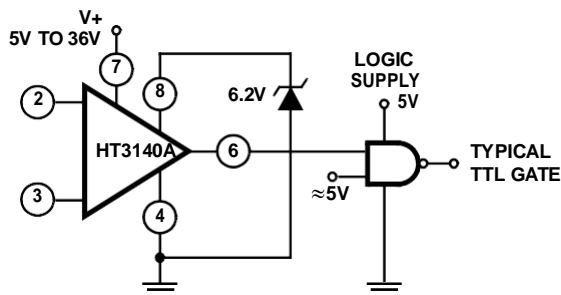 V+
5V TO 36V
7
8
2
HT3140A
3
4
6
6.2V
LOGIC
SUPPLY
5V
≈5V
TYPICAL
TTL GATE